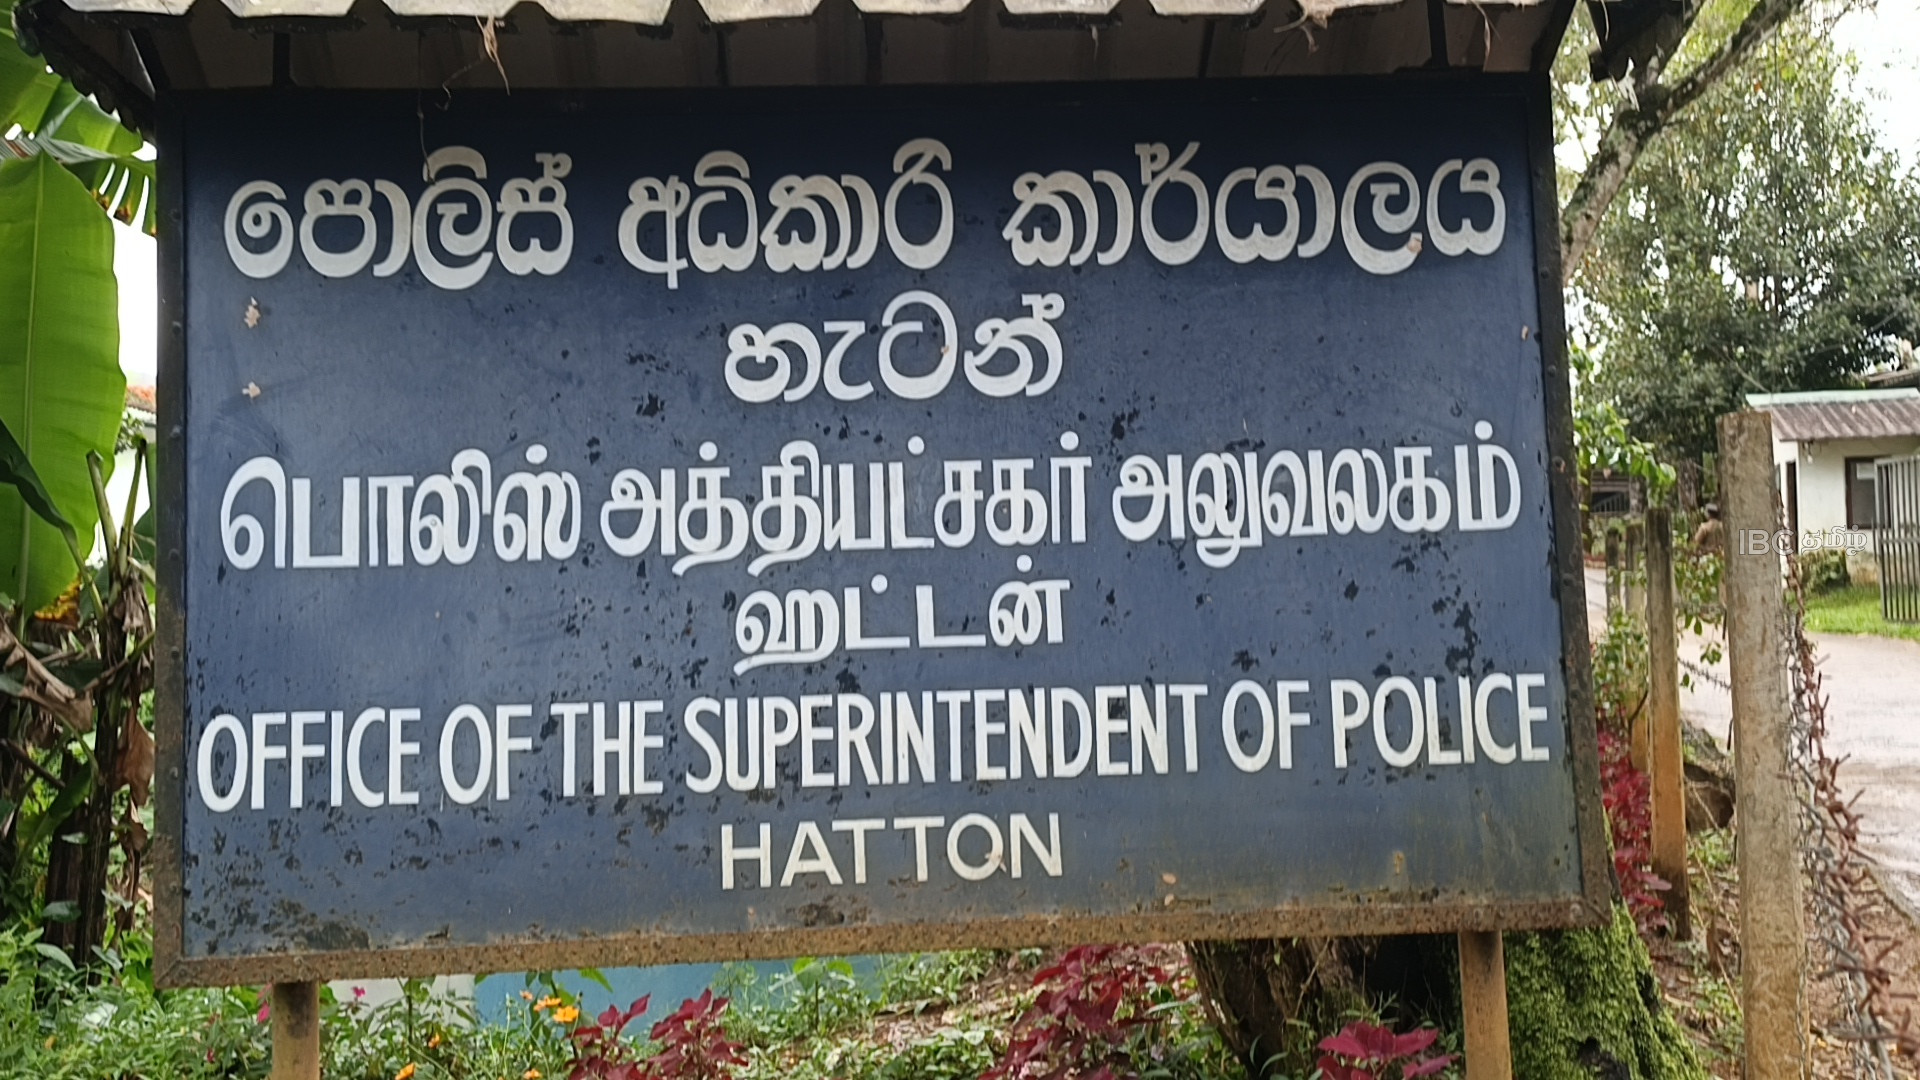 පොලිස් අධිකාරි කාර්යාලය
හැටන්
பொலிஸ் அத்தியட்சகர் அலுவலகம்
ஹட்டன்
OFFICE OF THE SUPERINTENDENT OF POLICE
HATTON
IBC தமிழ்